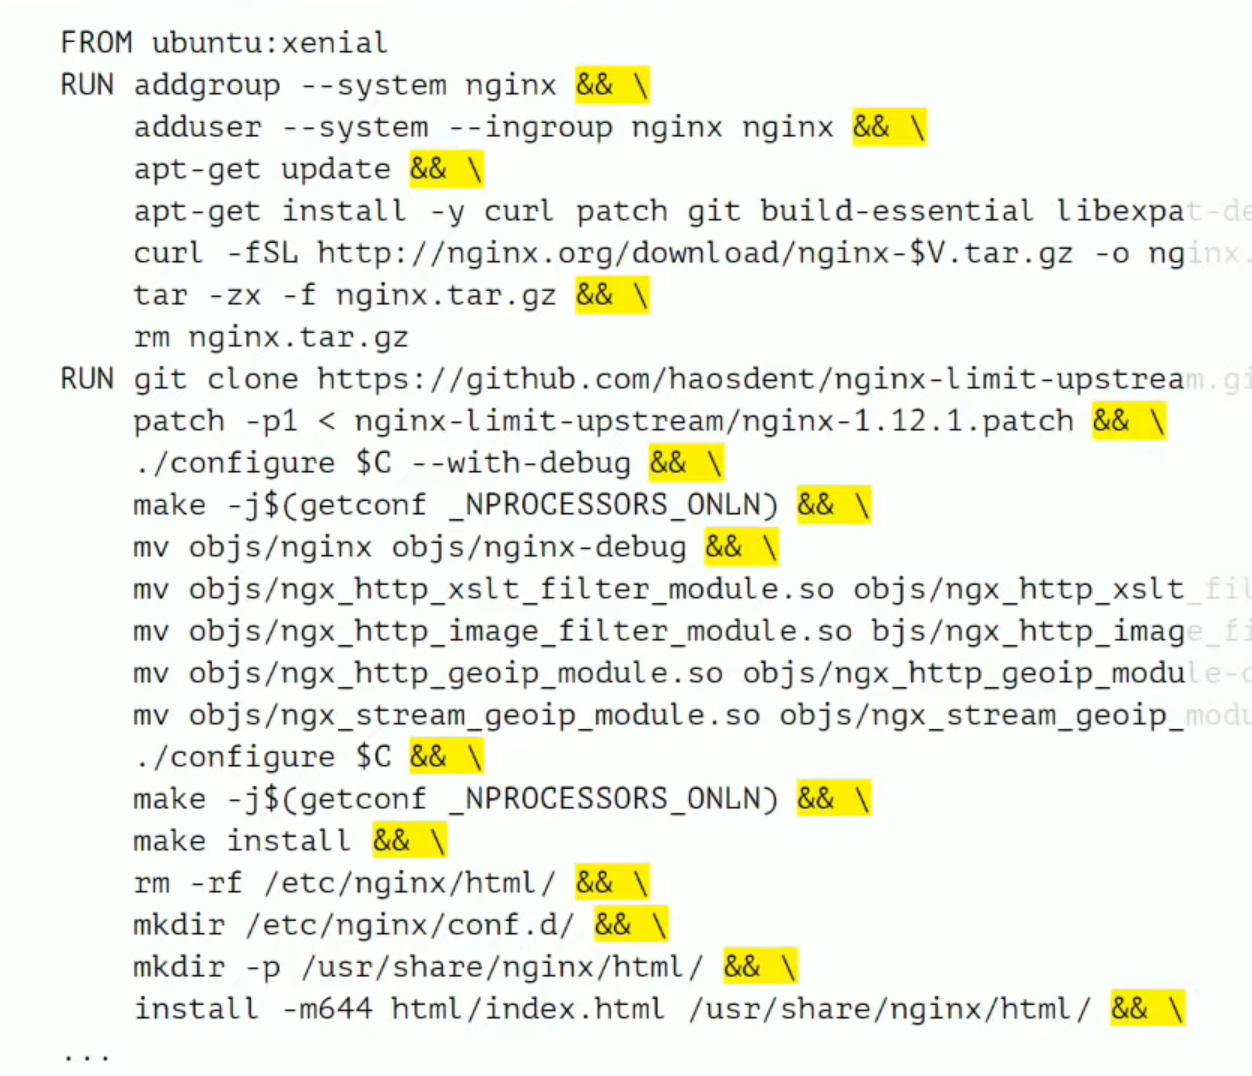 FROM ubuntu:xenial
RUN addgroup --system nginx && \
adduser --system --ingroup nginx nginx && \
apt-get update && \
apt-get install -y curl patch git build-essential libexpat-de
curl -fSL http://nginx.org/download/nginx-$V.tar.gz -o nginx.
tar -zx -f nginx.tar.gz && \
rm nginx.tar.gz
RUN git clone https://github.com/haosdent/nginx-limit-upstream.gi
patch -p1 < nginx-limit-upstream/nginx-1.12.1.patch && \
./configure $C --with-debug && \
make -j$(getconf _NPROCESSORS_ONLN) && \
mv objs/nginx objs/nginx-debug && \
mv objs/ngx_http_xslt_filter_module.so objs/ngx_http_xslt_fil
mv objs/ngx_http_image_filter_module.so bjs/ngx_http_image_fi
mv objs/ngx_http_geoip_module.so objs/ngx_http_geoip_module-d
mv objs/ngx_stream_geoip_module.so objs/ngx_stream_geoip_modu
./configure $C && \
make -j$(getconf _NPROCESSORS_ONLN) && \
make install && \
rm -rf /etc/nginx/html/ && \
mkdir /etc/nginx/conf.d/ && \
mkdir -p /usr/share/nginx/html/ && \
install -m644 html/index.html /usr/share/nginx/html/ && \
...